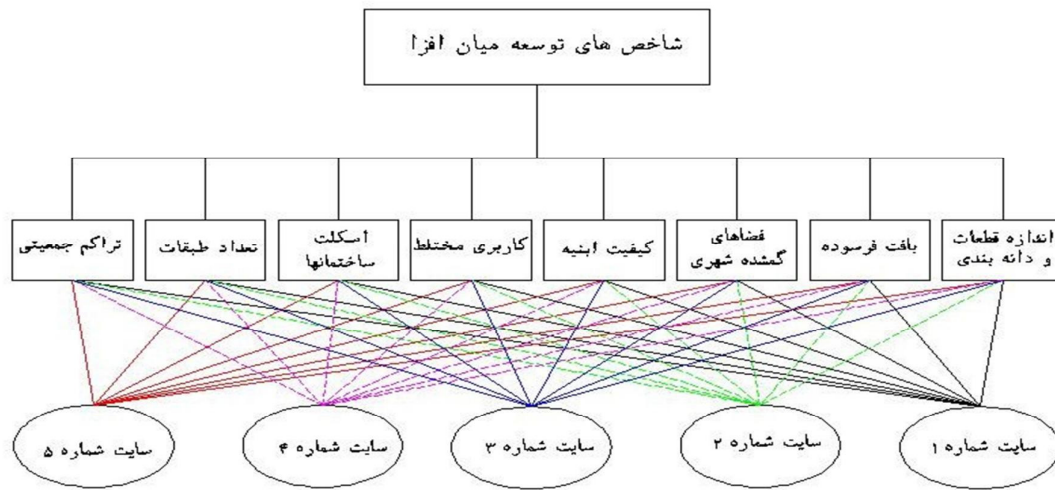 شاخص های توسعه میان افزا
اندازه قطعات
و دانه بندی
بافت فرسوده
فضاهای
گمشده شهری
کیفیت ابنیه
کاربری مختلط
اسکلت
ساختمانها
تعداد طبقات
تراکم جمعیتی
سایت شماره ۱
سایت شماره ۲
سایت شماره ۳
سایت شماره ۴
سایت شماره ۵